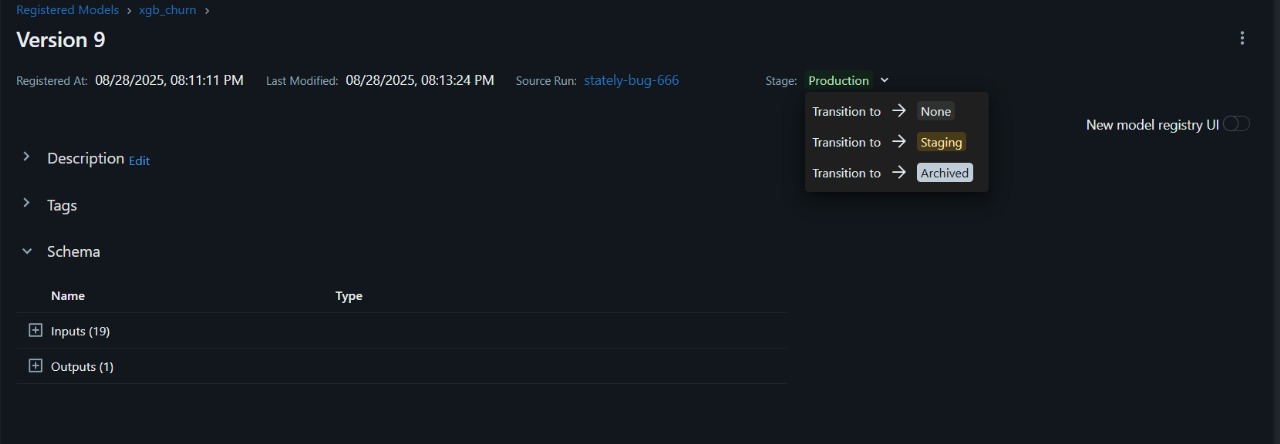 Registered Models › xgb_churn ›
Version 9
Registered At: 08/28/2025, 08:11:11 PM Last Modified: 08/28/2025, 08:13:24 PM Source Run: stately-bug-666 Stage: Production
Transition to → None
New model registry UI
Transition to → Staging
Description Edit
Transition to → Archived
Tags
Schema
Name Type
Inputs (19)
Outputs (1)